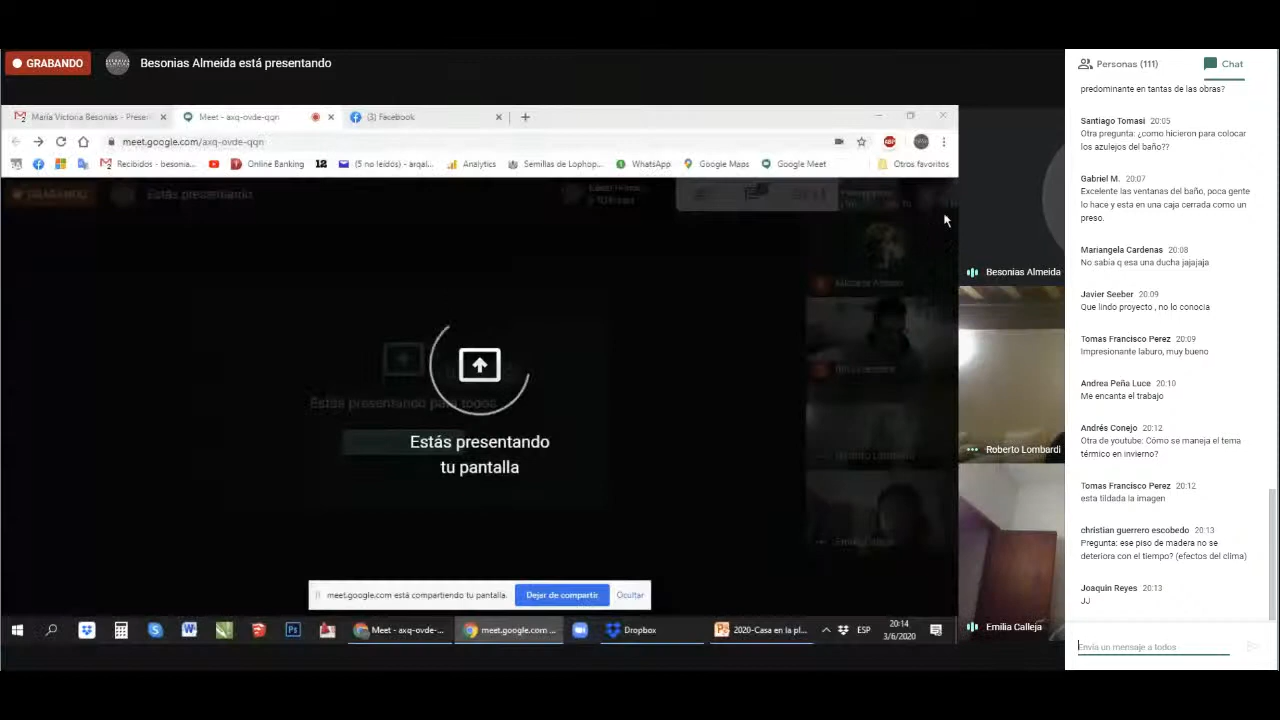 GRABANDO
Besonias Almeida está presentando
María Victoria Besonías - Presen
Meet - axq-ovde-qqn
(3) Facebook
meet.google.com/axq-ovde-qqn
Recibidos - besonia...
Online Banking
12
(5 no leídos) - arqal...
Analytics
Semillas de Lophop...
WhatsApp
Google Maps
Google Meet
Otros favoritos
GRABANDO
Estás presentando
Estás presentando para todos
Estás presentando
tu pantalla
meet.google.com está compartiendo tu pantalla.
Dejar de compartir
Ocultar
Meet - axq-ovde-...
meet.google.com ...
Dropbox
2020-Casa en la pl...
ESP
20:14
3/6/2020
Besonias Almeida
Roberto Lombardi
Emilia Calleja
Personas (111)
Chat
predominante en tantas de las obras?
Santiago Tomasi 20:05
Otra pregunta: ¿como hicieron para colocar
los azulejos del baño??
Gabriel M. 20:07
Excelente las ventanas del baño, poca gente
lo hace y esta en una caja cerrada como un
preso.
Mariangela Cardenas 20:08
No sabia q esa una ducha jajajaja
Javier Seeber 20:09
Que lindo proyecto , no lo conocia
Tomas Francisco Perez 20:09
Impresionante laburo, muy bueno
Andrea Peña Luce 20:10
Me encanta el trabajo
Andrés Conejo 20:12
Otra de youtube: Cómo se maneja el tema
térmico en invierno?
Tomas Francisco Perez 20:12
esta tildada la imagen
christian guerrero escobedo 20:13
Pregunta: ese piso de madera no se
deteriora con el tiempo? (efectos del clima)
Joaquin Reyes 20:13
JJ
Envía un mensaje a todos